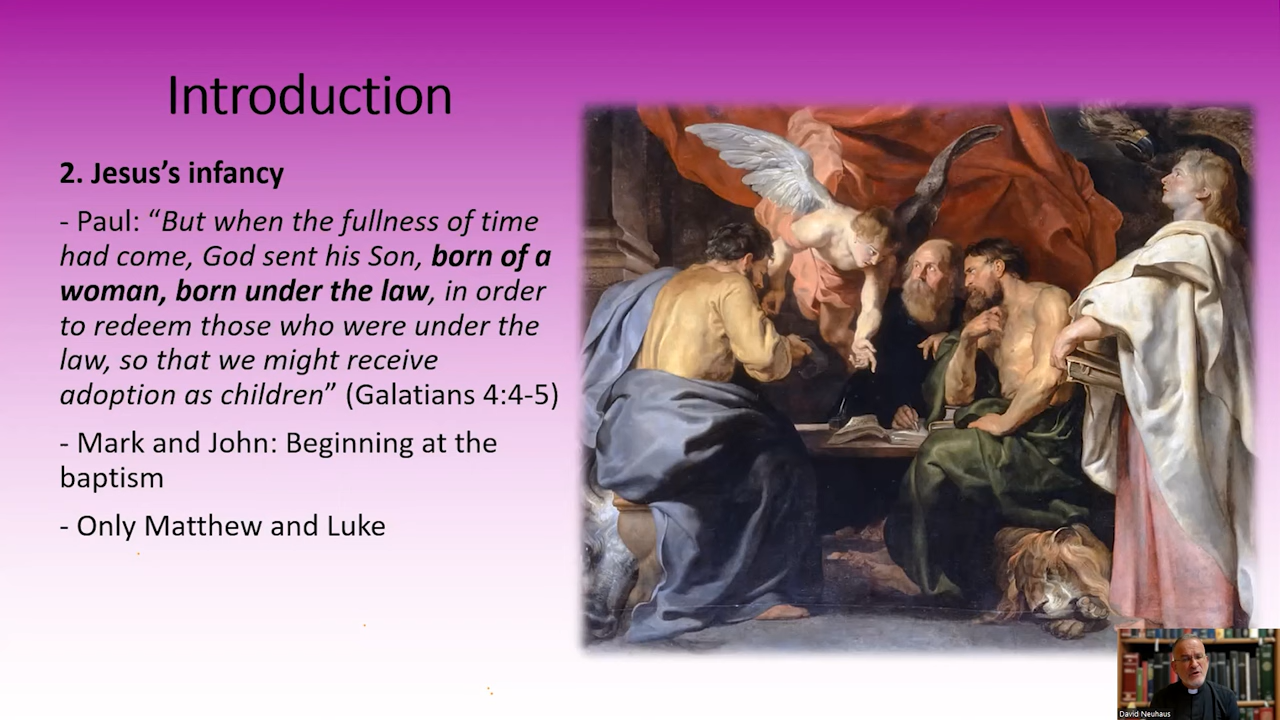 Introduction
2. Jesus’s infancy
- Paul: “But when the fullness of time
had come, God sent his Son, born of a
woman, born under the law, in order
to redeem those who were under the
law, so that we might receive
adoption as children” (Galatians 4:4-5)
- Mark and John: Beginning at the
baptism
- Only Matthew and Luke
David Neuhaus